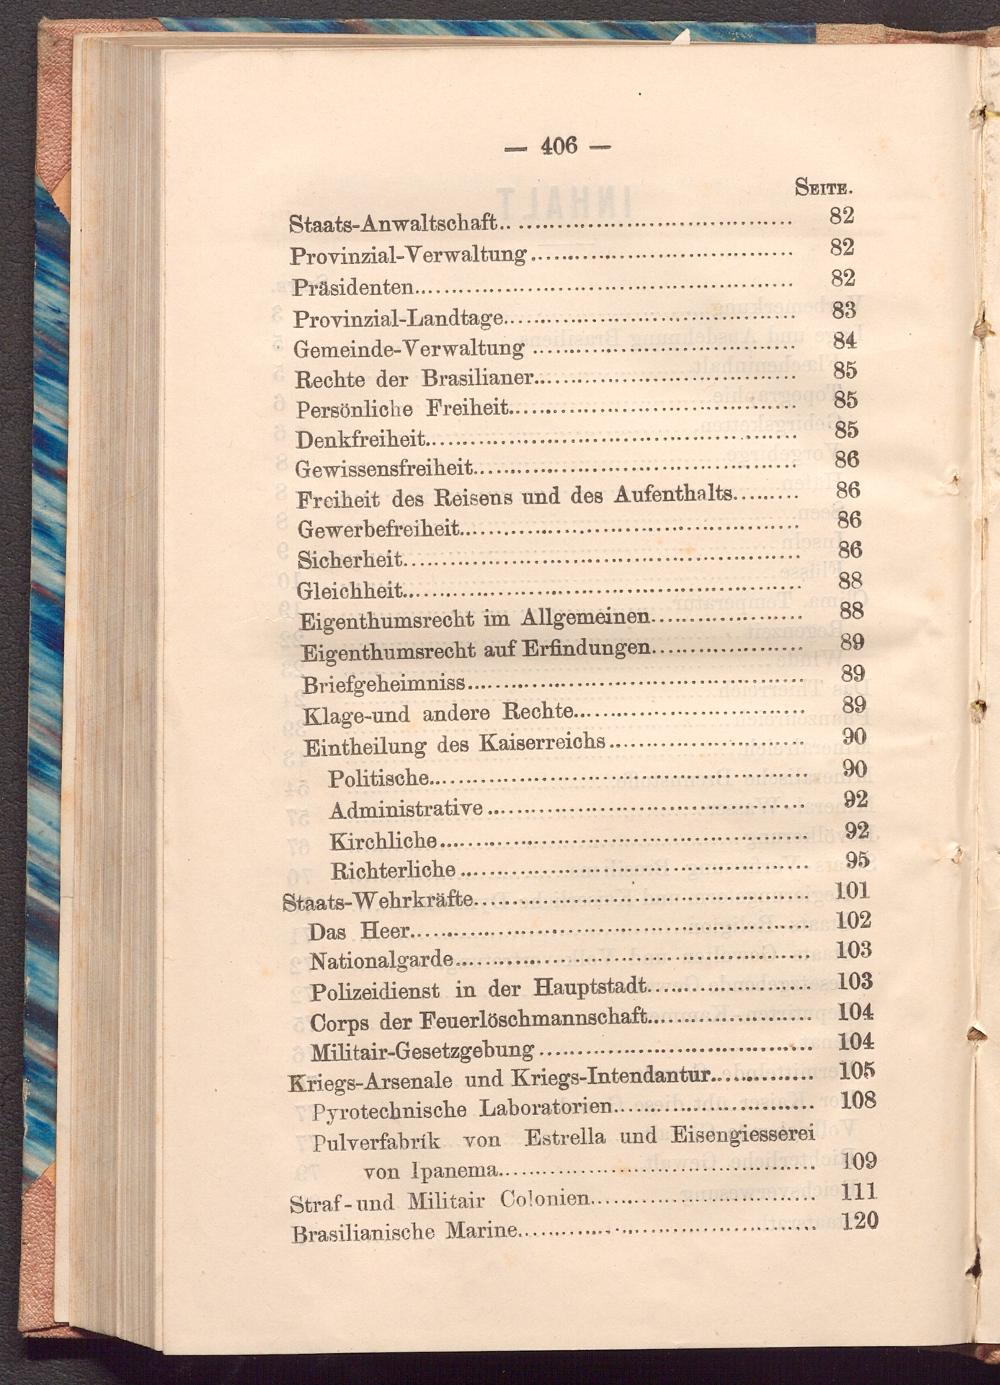 — 406 —
SEITE.
Staats-Anwaltschaft.. .................................... 82
Provinzial-Verwaltung.................................... 82
Präsidenten.................................................... 82
Provinzial-Landtage....................................... 83
Gemeinde-Verwaltung .................................... 84
Rechte der Brasilianer.................................... 85
Persönliche Freiheit....................................... 85
Denkfreiheit................................................... 85
Gewissensfreiheit............................................ 86
Freiheit des Reisens und des Aufenthalts......... 86
Gewerbefreiheit.............................................. 86
Sicherheit...................................................... 86
Gleichheit...................................................... 88
Eigenthumsrecht im Allgemeinen..................... 88
Eigenthumsrecht auf Erfindungen..................... 89
Briefgeheimniss.............................................. 89
Klage-und andere Rechte................................ 89
Eintheilung des Kaiserreichs........................... 90
Politische.................................................. 90
Administrative .......................................... 92
Kirchliche.................................................. 92
Richterliche ............................................. 95
Staats-Wehrkräfte............................................ 101
Das Heer.................................................... 102
Nationalgarde............................................. 103
Polizeidienst in der Hauptstadt..................... 103
Corps der Feuerlöschmannschaft.................... 104
Militair-Gesetzgebung .................................. 104
Kriegs-Arsenale und Kriegs-Intendantur.............. 105
Pyrotechnische Laboratorien......................... 108
Pulverfabrik von Estrella und Eisengiesserei
von Ipanema......................................... 109
Straf-und Militair Colonien............................. 111
Brasilianische Marine....................................... 120